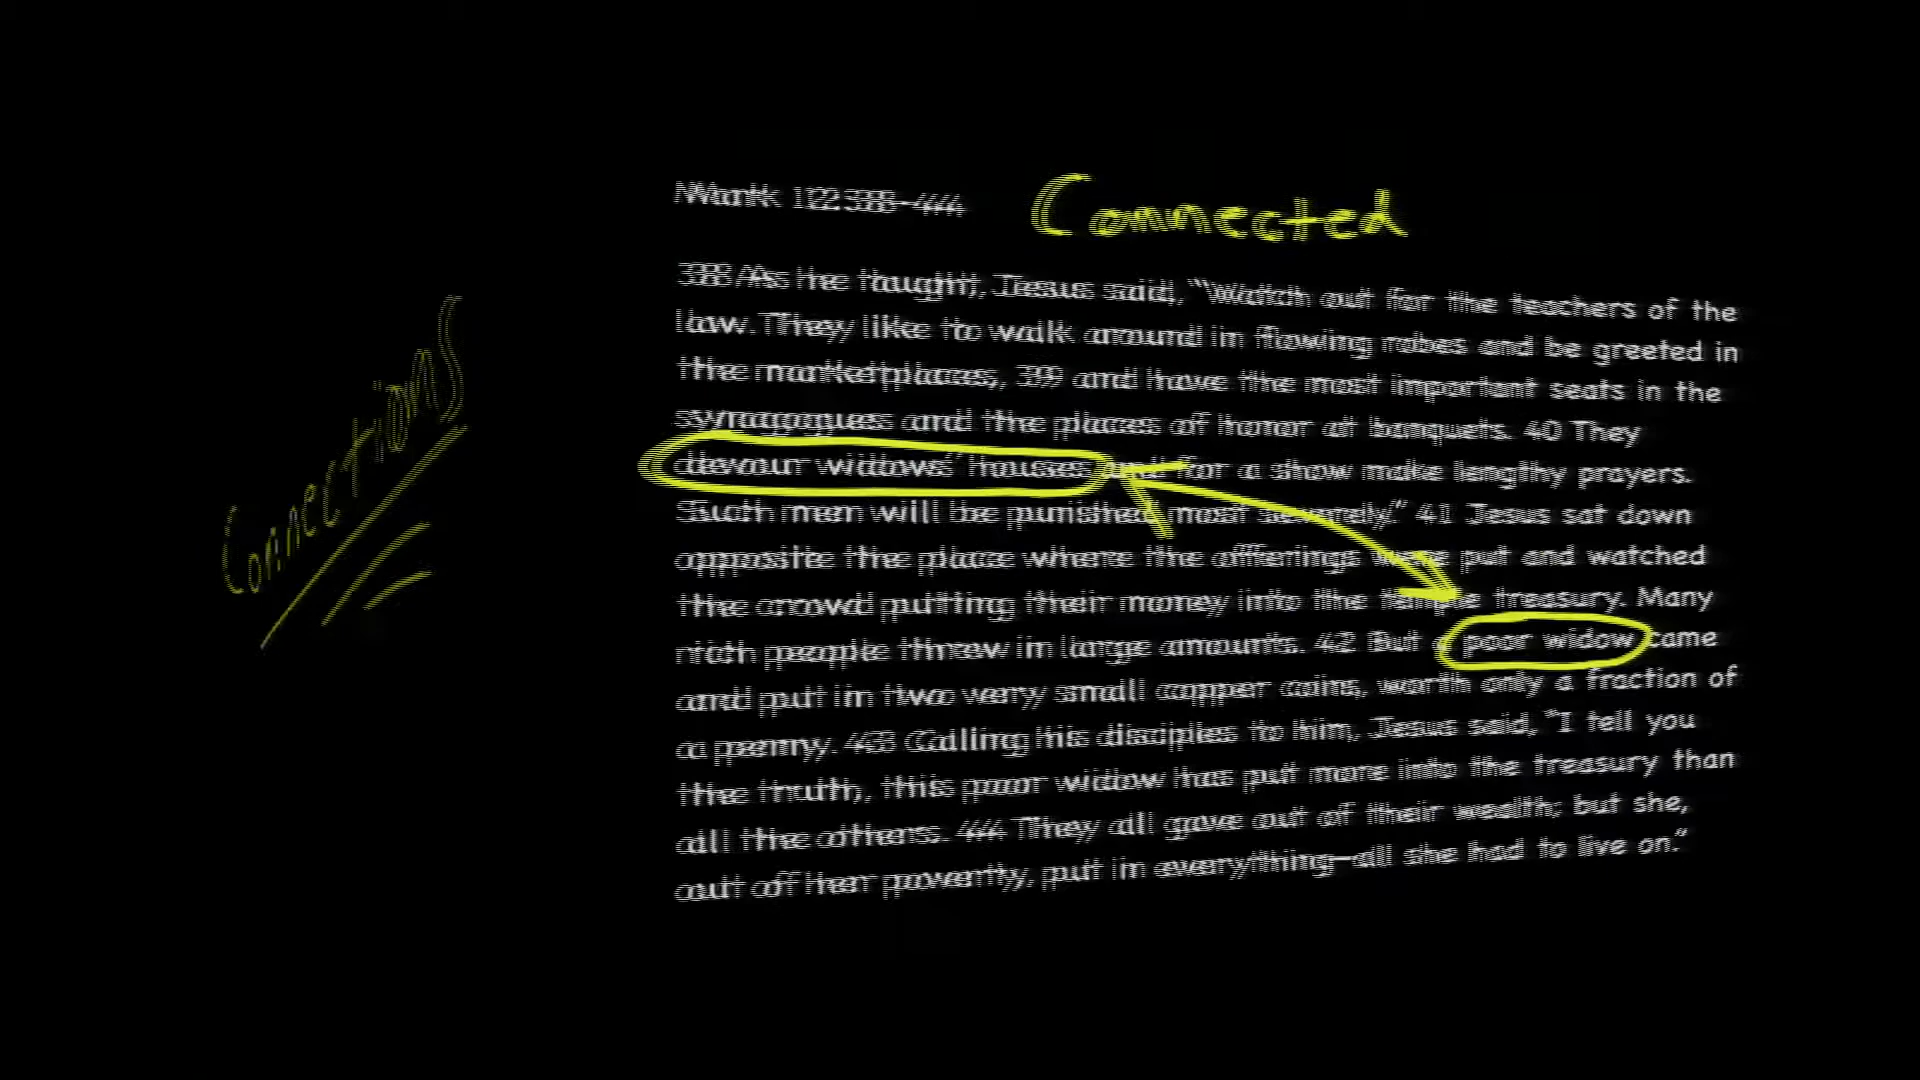 Connections
Mark 12:38-44 Connected
38 As he taught, Jesus said, "Watch out for the teachers of the
law. They like to walk around in flowing robes and be greeted in
the marketplaces, 39 and have the most important seats in the
synagogues and the places of honor at banquets. 40 They
devour widows' houses and for a show make lengthy prayers.
Such men will be punished most severely." 41 Jesus sat down
opposite the place where the offerings were put and watched
the crowd putting their money into the temple treasury. Many
rich people threw in large amounts. 42 But a poor widow came
and put in two very small copper coins, worth only a fraction of
a penny. 43 Calling his disciples to him, Jesus said, "I tell you
the truth, this poor widow has put more into the treasury than
all the others. 44 They all gave out of their wealth; but she,
out of her poverty, put in everything—all she had to live on."